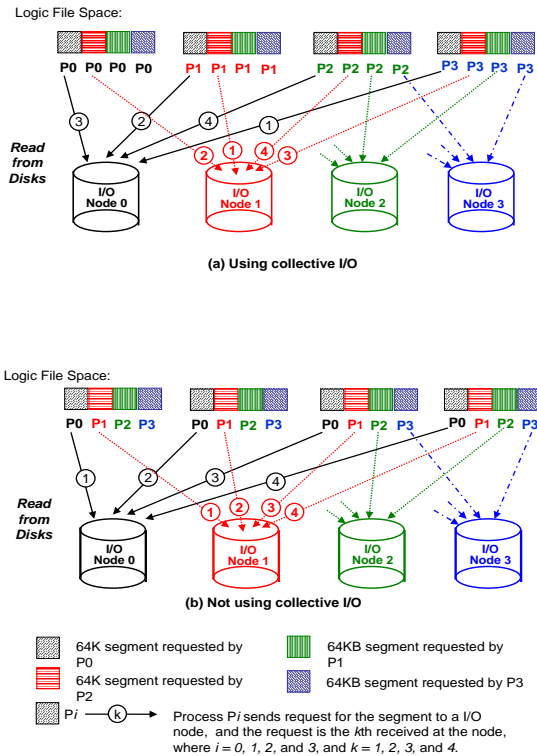 Logic File Space:
P0 P0 P0 P0 P1 P1 P1 P1 P2 P2 P2 P2 P3 P3 P3 P3
3 2 4 1
Read from Disks
2 1 4 3
I/O Node 0
I/O Node 1
I/O Node 2
I/O Node 3
(a) Using collective I/O
Logic File Space:
P0 P1 P2 P3 P0 P1 P2 P3 P0 P1 P2 P3 P0 P1 P2 P3
1 2 3 4
Read from Disks
1 2 3 4
I/O Node 0
I/O Node 1
I/O Node 2
I/O Node 3
(b) Not using collective I/O
64K segment requested by P0
64KB segment requested by P1
64K segment requested by P2
64KB segment requested by P3
Pi k Process Pi sends request for the segment to a I/O
node, and the request is the kth received at the node,
where i = 0, 1, 2, and 3, and k = 1, 2, 3, and 4.